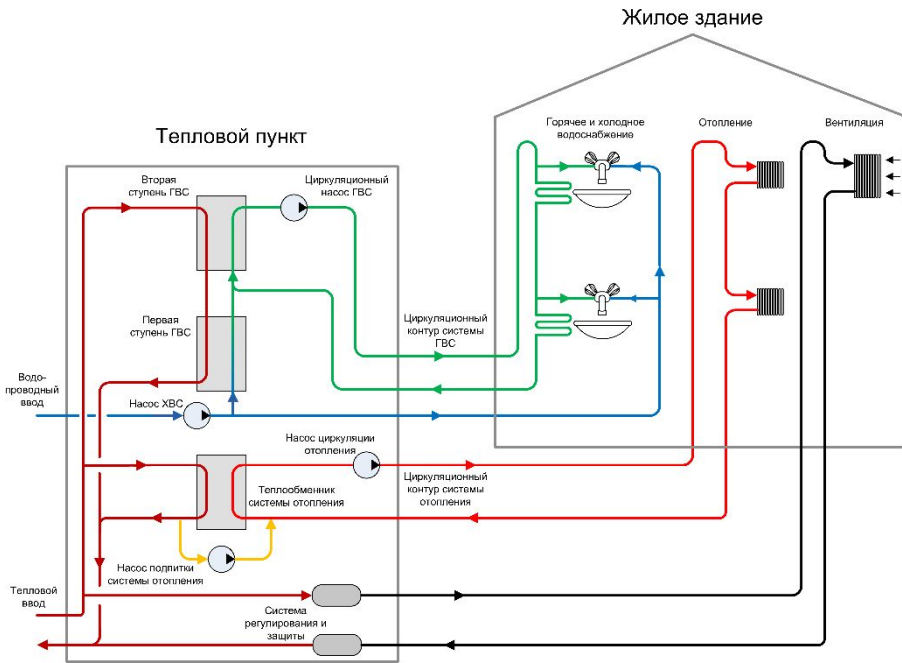 Жилое здание
Тепловой пункт
Горячее и холодное
водоснабжение
Отопление
Вентиляция
Вторая
ступень ГВС
Циркуляционный
насос ГВС
Первая
ступень ГВС
Циркуляционный
контур системы
ГВС
Водо-
проводный
ввод
Насос ХВС
Насос циркуляции
отопления
Теплообменник
системы отопления
Циркуляционный
контур системы
отопления
Насос подпитки
системы отопления
Тепловой
ввод
Система
регулирования и
защиты